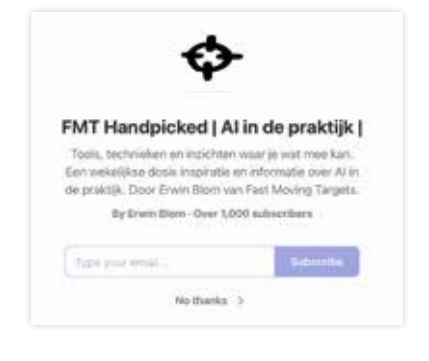 FMT Handpicked | AI in de praktijk |
Tools, technieken en inzichten waar je wat mee kan.
Een wekelijkse dosis inspiratie en informatie over AI in
de praktijk. Door Erwin Blom van Fast Moving Targets.
By Erwin Blom · Over 1,000 subscribers
Type your email... Subscribe
No thanks >